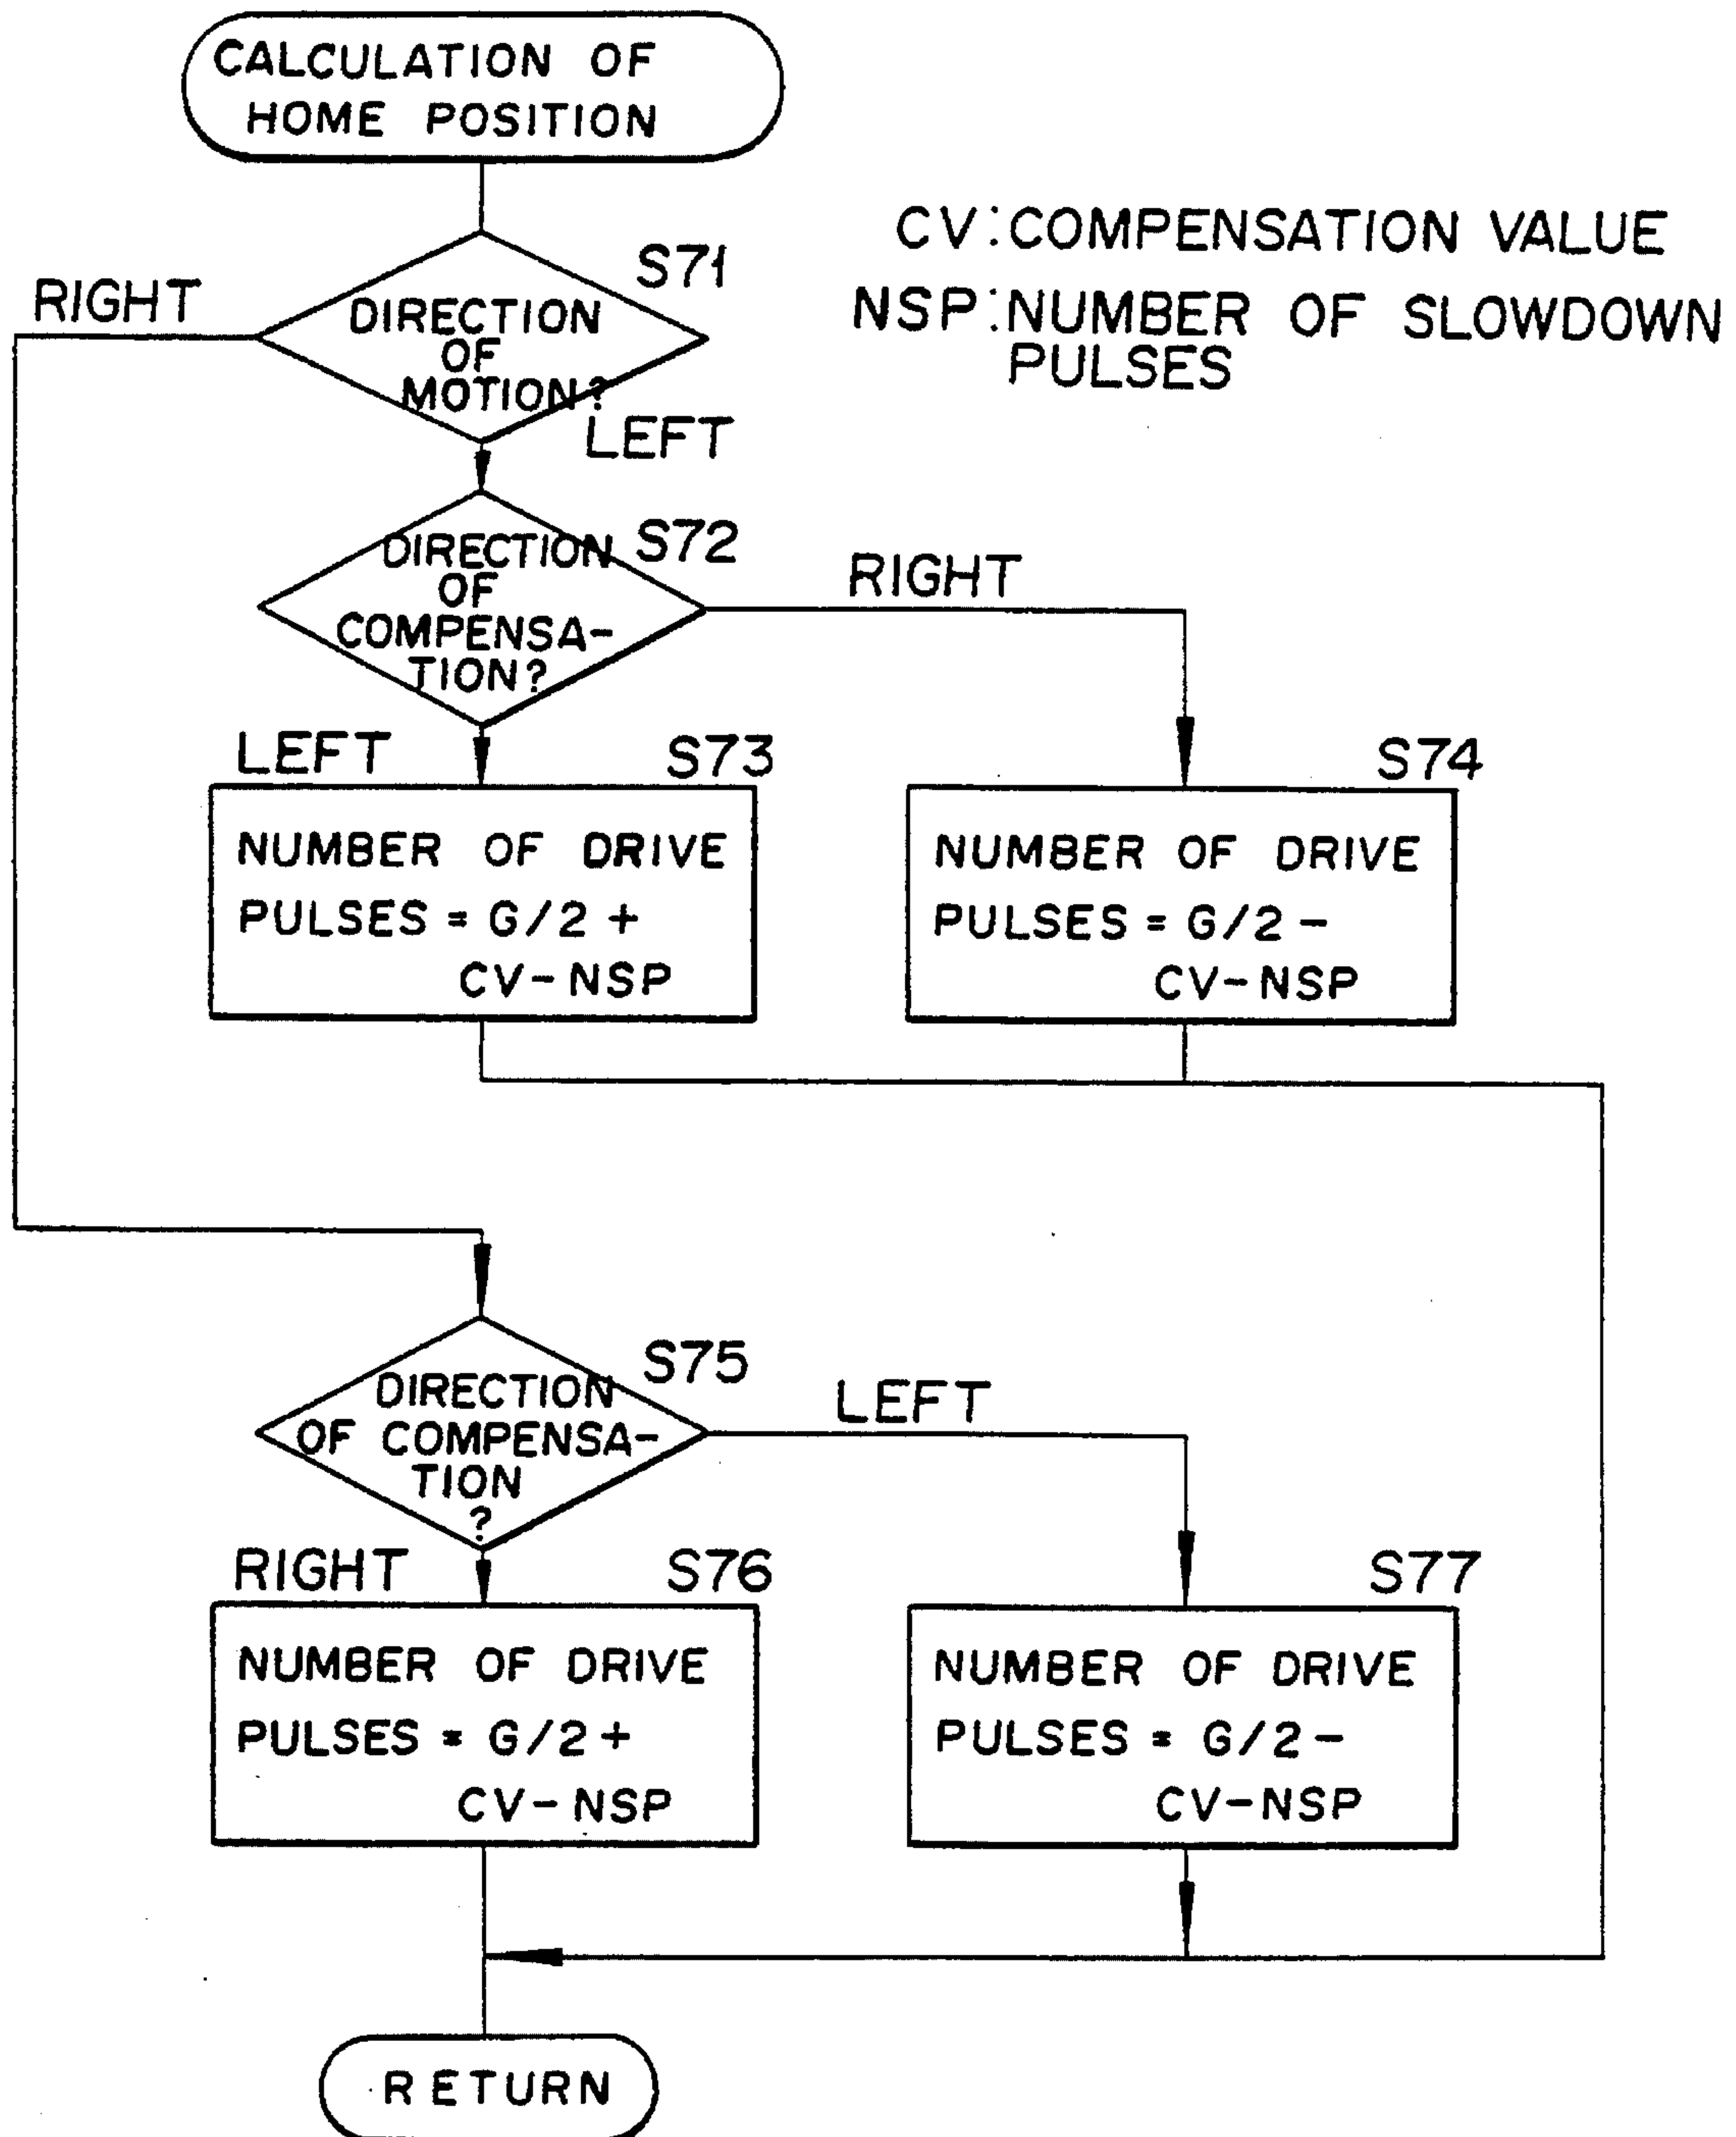 CALCULATION OF
HOME POSITION
CV:COMPENSATION VALUE
NSP:NUMBER OF SLOWDOWN
PULSES
S71
RIGHT
DIRECTION
OF
MOTION?
LEFT
S72
DIRECTION
OF
COMPENSA-
TION?
RIGHT
LEFT
S73
NUMBER OF DRIVE
PULSES = G/2 +
CV-NSP
S74
NUMBER OF DRIVE
PULSES = G/2 -
CV-NSP
S75
DIRECTION
OF COMPENSA-
TION
?
LEFT
RIGHT
S76
NUMBER OF DRIVE
PULSES = G/2 +
CV-NSP
S77
NUMBER OF DRIVE
PULSES = G/2 -
CV-NSP
RETURN